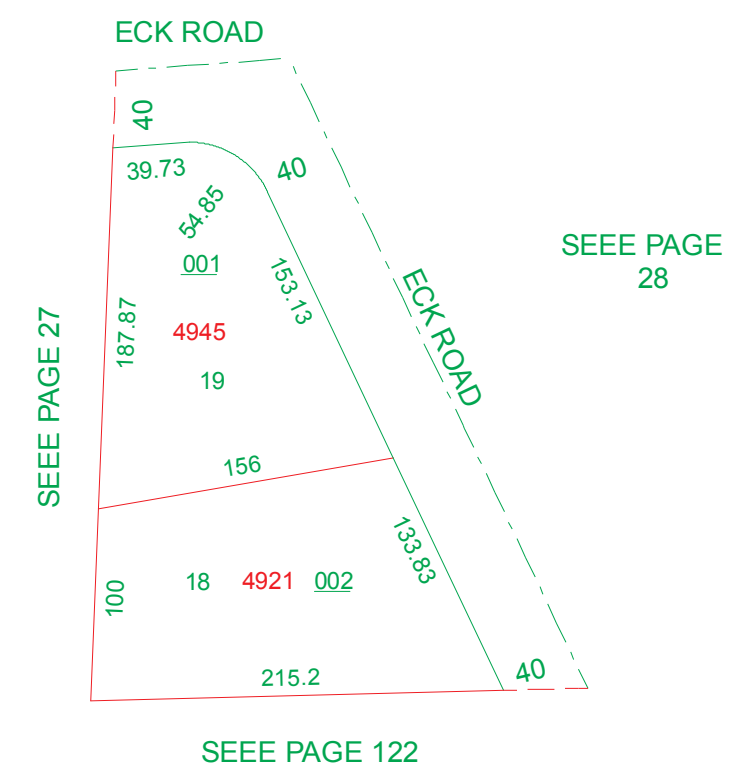 ECK ROAD
40
39.73
40
54.85
001
153.13
SEEE PAGE
28
ECK ROAD
187.87
4945
SEEE PAGE 27
19
156
133.83
100
18 4921 002
215.2
40
SEEE PAGE 122